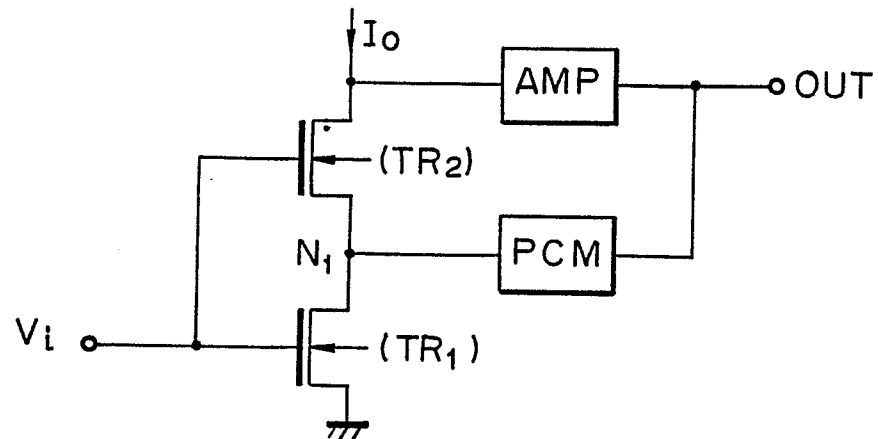 I₀
AMP
OUT
(TR₂)
N₁
PCM
Vi
(TR₁)